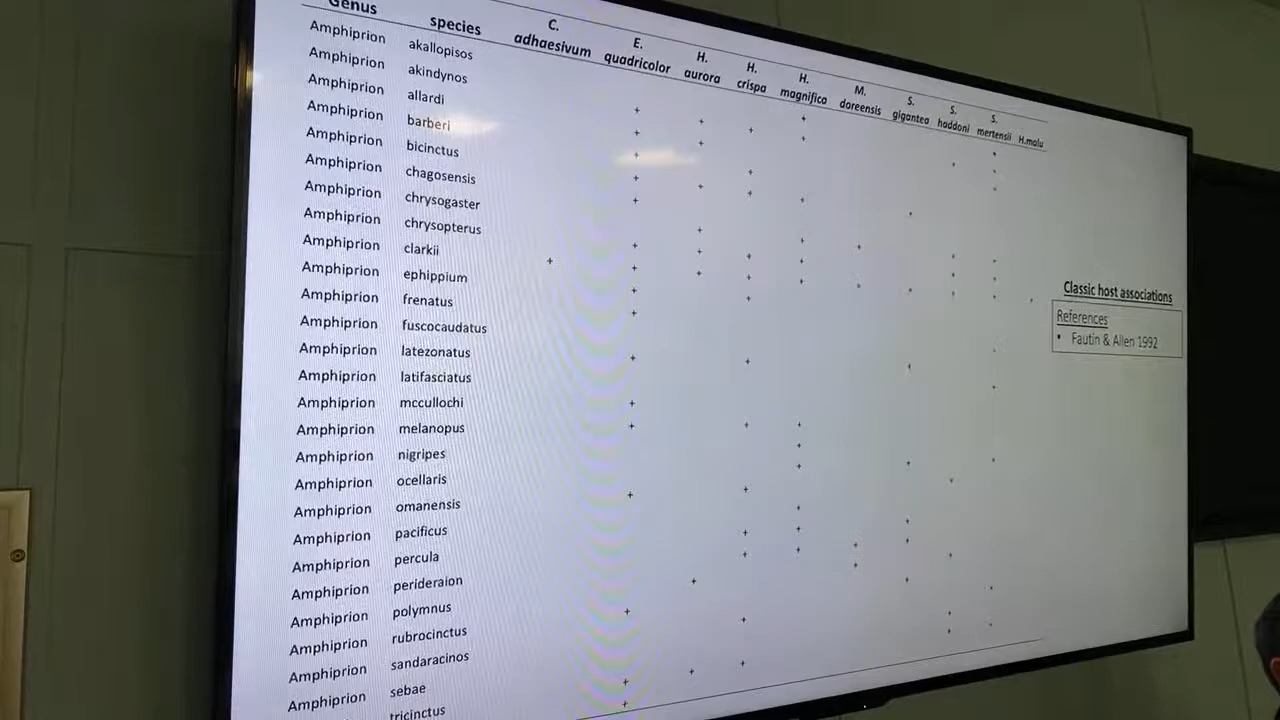 Genus species C. adhaesivum E. quadricolor H. aurora H. crispa H. magnifica M. doreensis S. gigantea S. haddoni S. mertensii H.malu
Amphiprion akallopisos
Amphiprion akindynos
Amphiprion allardi
Amphiprion barberi
Amphiprion bicinctus
Amphiprion chagosensis
Amphiprion chrysogaster
Amphiprion chrysopterus
Amphiprion clarkii
Amphiprion ephippium
Amphiprion frenatus
Amphiprion fuscocaudatus
Amphiprion latezonatus
Amphiprion latifasciatus
Amphiprion mccullochi
Amphiprion melanopus
Amphiprion nigripes
Amphiprion ocellaris
Amphiprion omanensis
Amphiprion pacificus
Amphiprion percula
Amphiprion perideraion
Amphiprion polymnus
Amphiprion rubrocinctus
Amphiprion sandaracinos
Amphiprion sebae
tricinctus
Classic host associations
References
• Fautin & Allen 1992